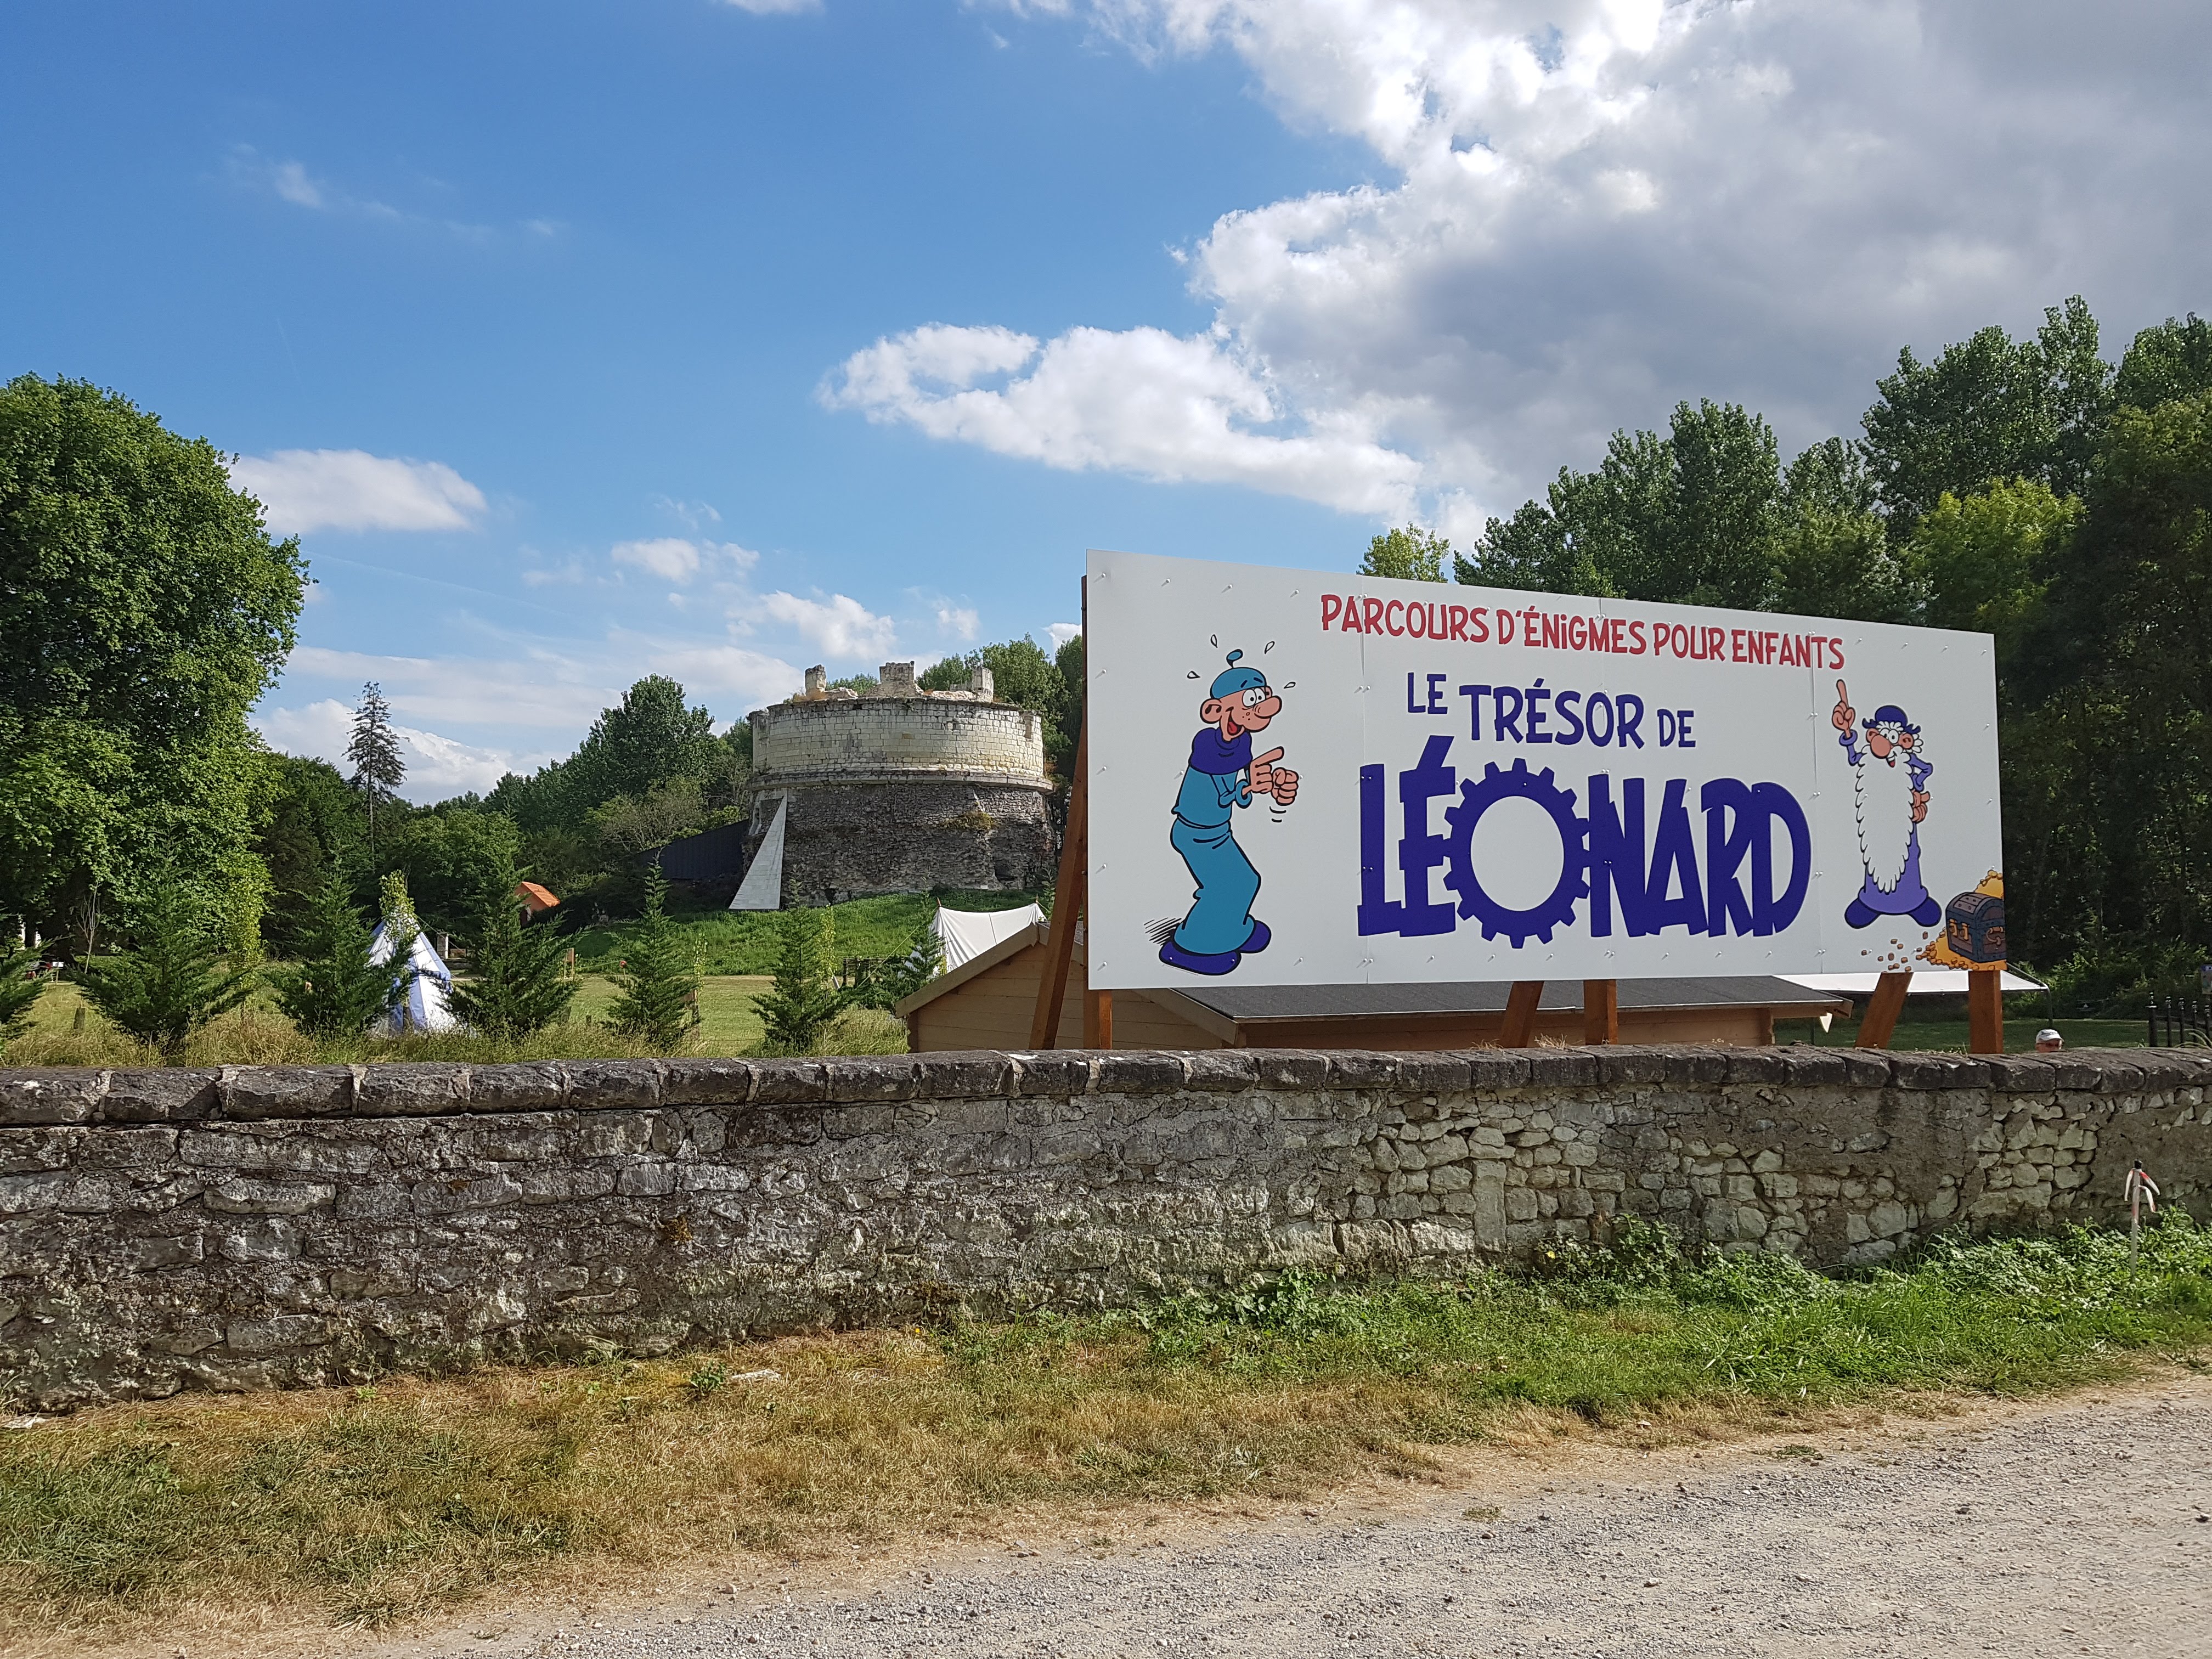 PARCOURS D'ÉNIGMES POUR ENFANTS
LE TRÉSOR DE
LÉONARD